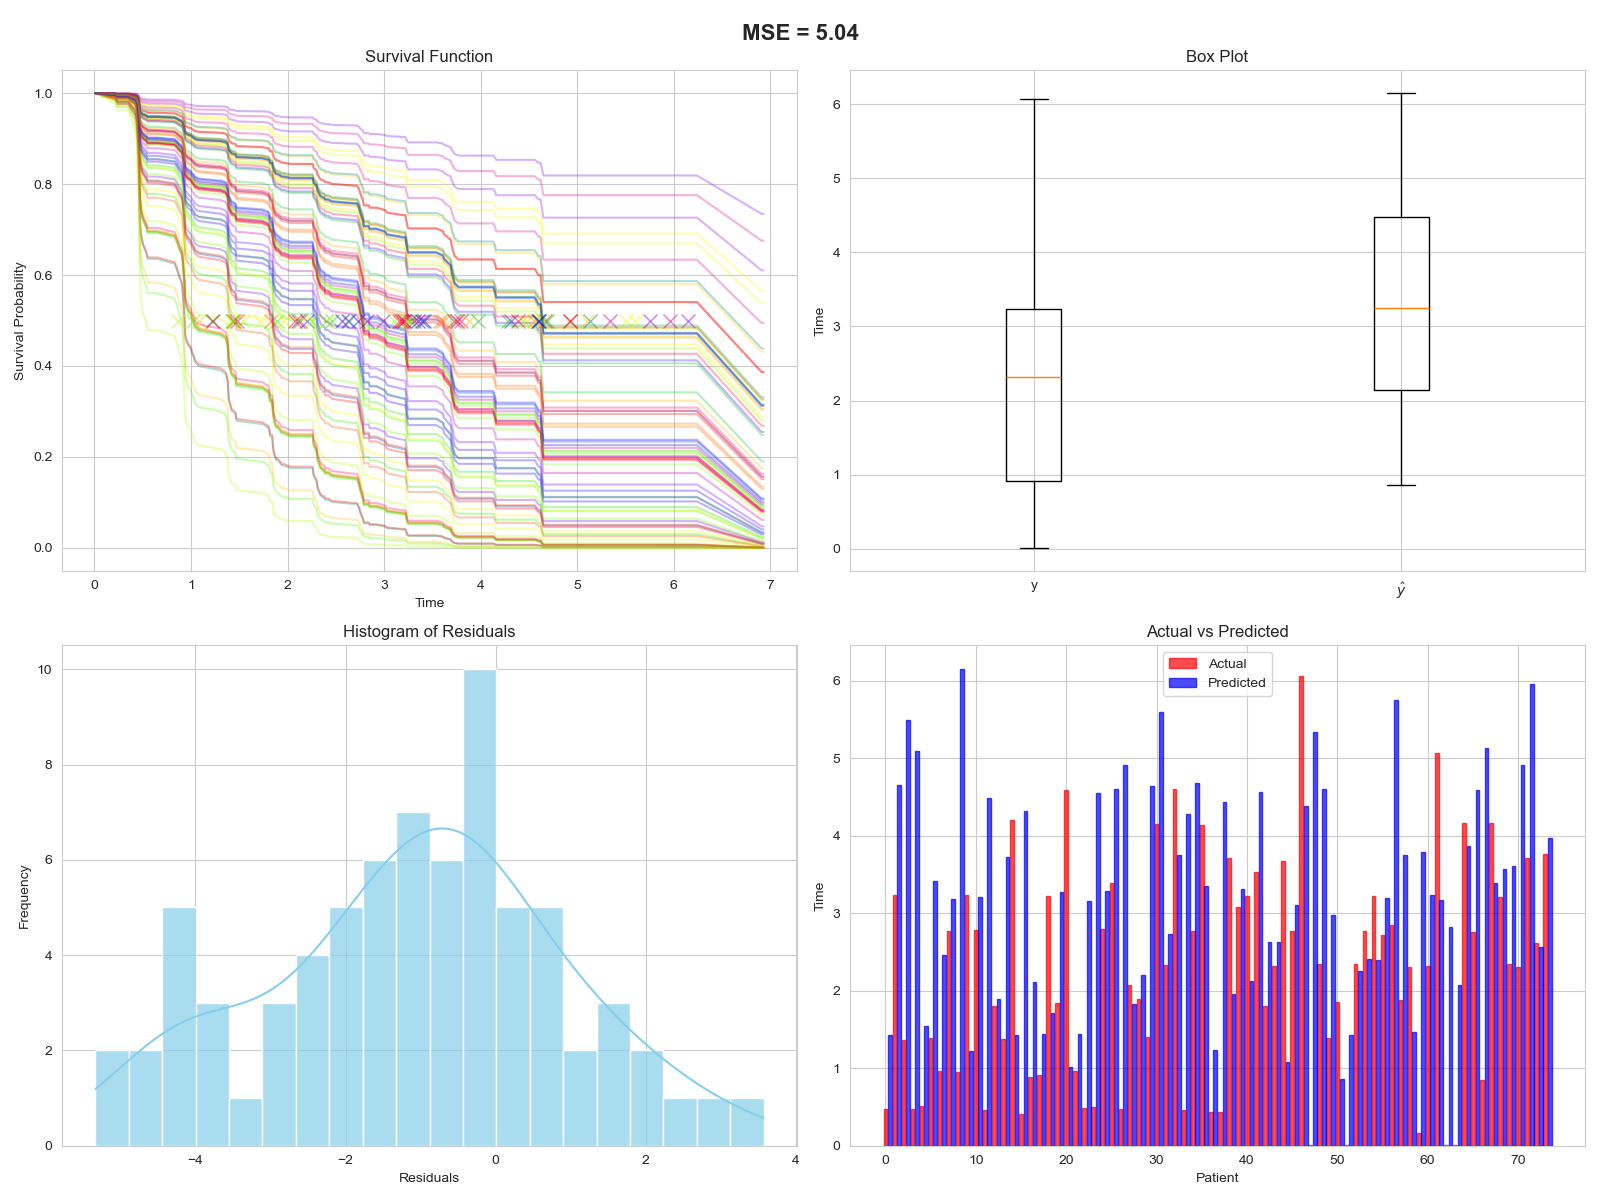 MSE = 5.04
Survival Function
1.0
0.8
0.6
0.4
0.2
0.0
Survival Probability
0 1 2 3 4 5 6 7
Time
Box Plot
6
5
4
3
2
1
0
Time
y ŷ
Histogram of Residuals
10
8
6
4
2
0
Frequency
−4 −2 0 2 4
Residuals
Actual vs Predicted
Actual
Predicted
6
5
4
3
2
1
0
Time
0 10 20 30 40 50 60 70
Patient